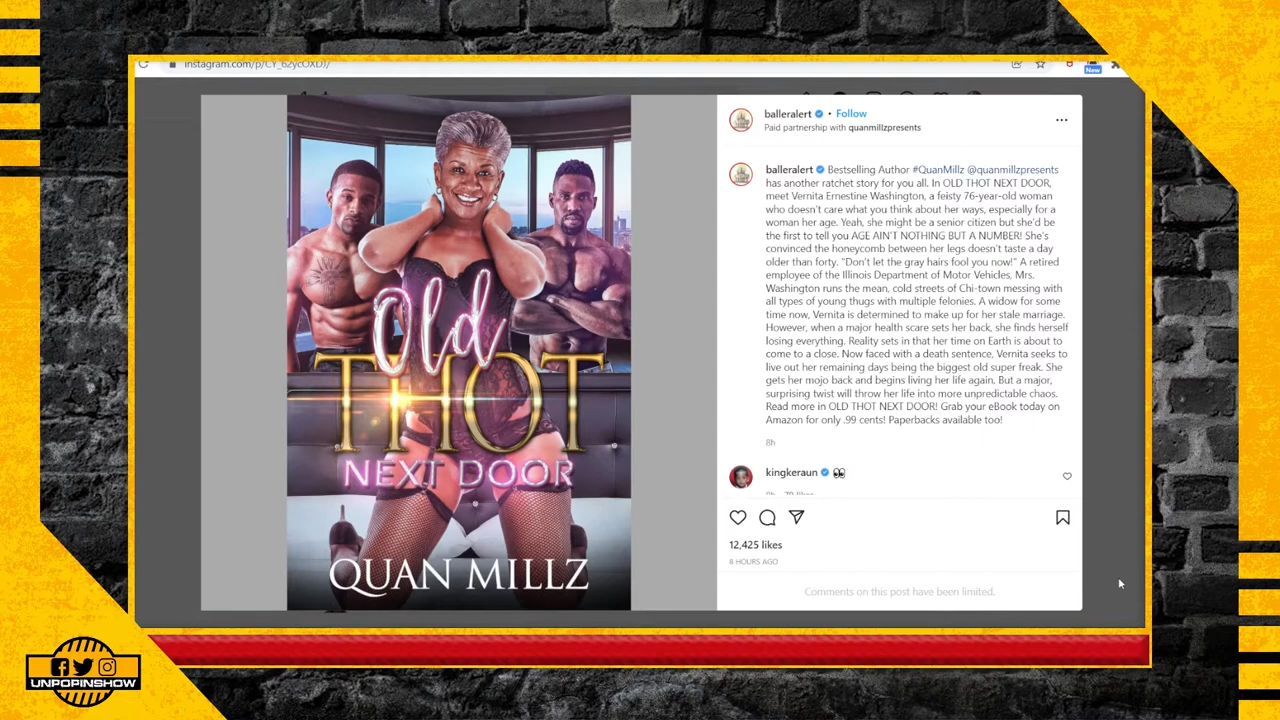 instagram.com/p/CY_6zycOXDJ/
New
Old
THOT
NEXT DOOR
QUAN MILLZ
balleralert • Follow
Paid partnership with quanmillzpresents
balleralert Bestselling Author #QuanMillz @quanmillzpresents
has another ratchet story for you all. In OLD THOT NEXT DOOR,
meet Vernita Ernestine Washington, a feisty 76-year-old woman
who doesn't care what you think about her ways, especially for a
woman her age. Yeah, she might be a senior citizen but she'd be
the first to tell you AGE AIN'T NOTHING BUT A NUMBER! She's
convinced the honeycomb between her legs doesn't taste a day
older than forty. "Don't let the gray hairs fool you now!" A retired
employee of the Illinois Department of Motor Vehicles, Mrs.
Washington runs the mean, cold streets of Chi-town messing with
all types of young thugs with multiple felonies. A widow for some
time now, Vernita is determined to make up for her stale marriage.
However, when a major health scare sets her back, she finds herself
losing everything. Reality sets in that her time on Earth is about to
come to a close. Now faced with a death sentence, Vernita seeks to
live out her remaining days being the biggest old super freak. She
gets her mojo back and begins living her life again. But a major,
surprising twist will throw her life into more unpredictable chaos.
Read more in OLD THOT NEXT DOOR! Grab your eBook today on
Amazon for only .99 cents! Paperbacks available too!
8h
kingkeraun 👀
12,425 likes
8 HOURS AGO
Comments on this post have been limited.
UNPOPINSHOW